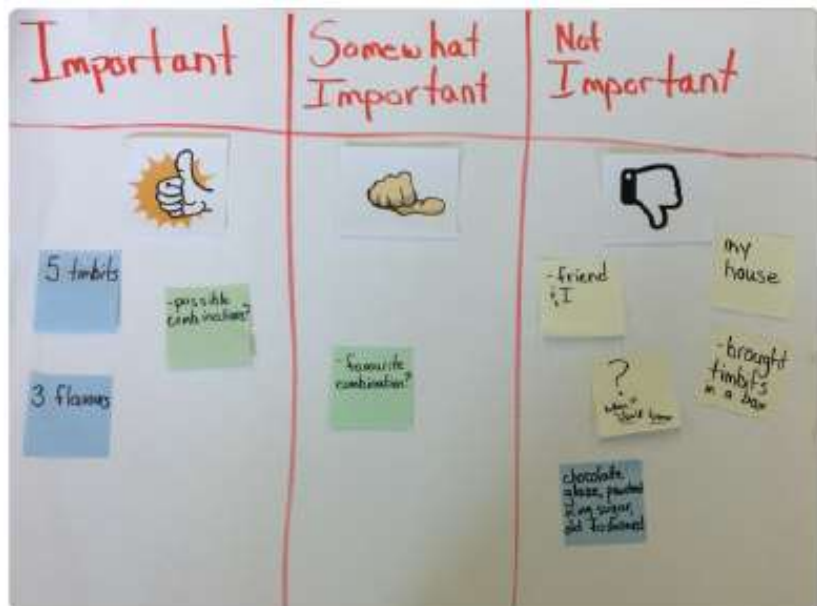 Important
Somewhat
Important
Not
Important
5 timbits
-possible
combinations?
3 flavours
-favourite
combination?
-friend
& I
my
house
-brought
timbits
in a box
?
chocolate
glaze,
icing sugar,
old fashioned